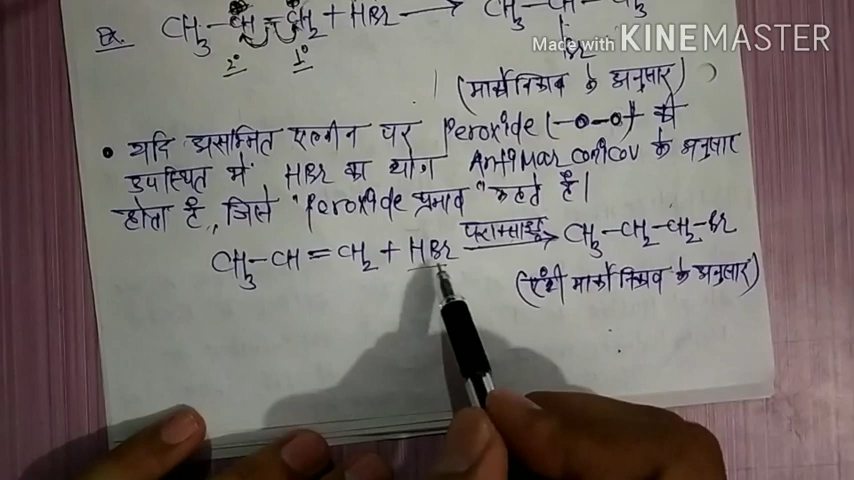 Ex. CH3-CH=CH2 + HBr ⟶ CH3-CH-CH3
2° 1° Br
Made with KINEMASTER
(मार्कोनिकाव के अनुसार)
• यदि असममित एल्कीन पर Peroxide (-O-O-) की
उपस्थित में HBr का योग Antimarconicov के अनुसार
होता है, जिसे "Peroxide प्रभाव" कहते हैं।
CH3-CH=CH2 + HBr पराक्साइड⟶ CH3-CH2-CH2-Br
(एंटी मार्कोनिकाव के अनुसार)